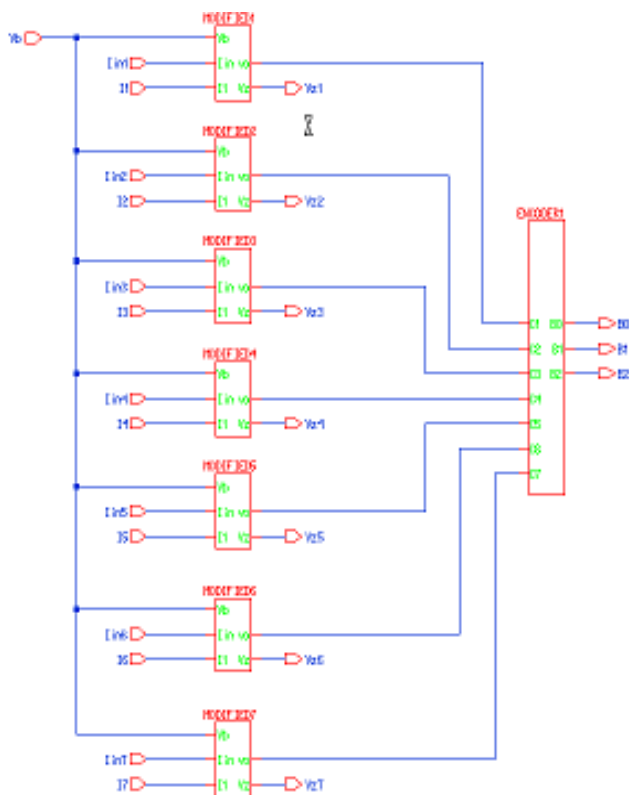 MODIFIED1
Vb
Vb
Iin1
Iin vo
I1
I1 Vz
Vz1
MODIFIED2
Vb
Iin2
Iin vo
I2
I1 Vz
Vz2
ENCODER1
MODIFIED3
Vb
Iin3
Iin vo
I3
I1 Vz
Vz3
I1 B0
B0
I2 B1
B1
I3 B2
B2
MODIFIED4
Vb
Iin4
Iin vo
I4
I4
I1 Vz
Vz4
I5
I6
MODIFIED5
I7
Vb
Iin5
Iin vo
I5
I1 Vz
Vz5
MODIFIED6
Vb
Iin6
Iin vo
I6
I1 Vz
Vz6
MODIFIED7
Vb
Iin7
Iin vo
I7
I1 Vz
Vz7